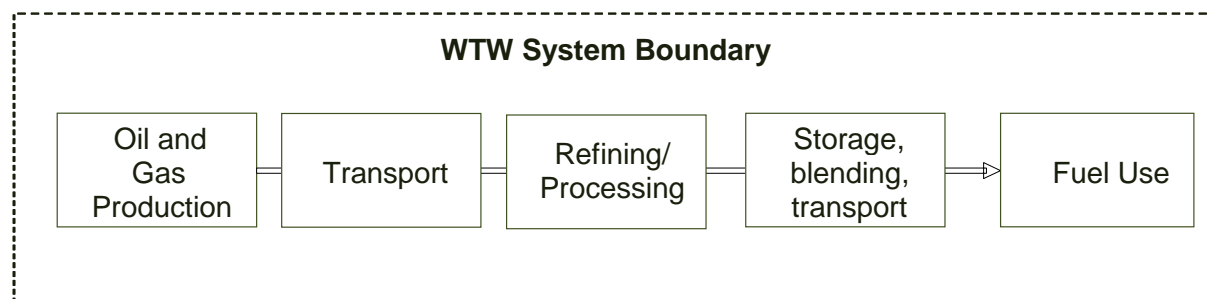 WTW System Boundary
Oil and
Gas
Production
Transport
Refining/
Processing
Storage,
blending,
transport
Fuel Use